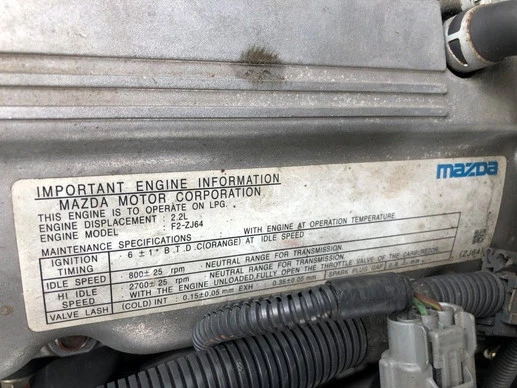 mazda
IMPORTANT ENGINE INFORMATION
MAZDA MOTOR CORPORATION
THIS ENGINE IS TO OPERATE ON LPG.
ENGINE DISPLACEMENT : 2.2L
ENGINE MODEL : F2-ZJ64
MAINTENANCE SPECIFICATIONS WITH ENGINE AT OPERATION TEMPERATURE.
IGNITION TIMING 6 ± 1° B.T.D.C(ORANGE) AT IDLE SPEED
IDLE SPEED 800± 25 rpm NEUTRAL RANGE FOR TRANSMISSION.
HI IDLE SPEED 2700± 25 rpm NEUTRAL RANGE FOR TRANSMISSION.
WITH THE ENGINE UNLOADED, FULLY OPEN THE THROTTLE VALVE OF THE
VALVE LASH (COLD) INT : 0.15±0.05 mm EXH : 0.35±0.05 mm SPARK PLUG GAP